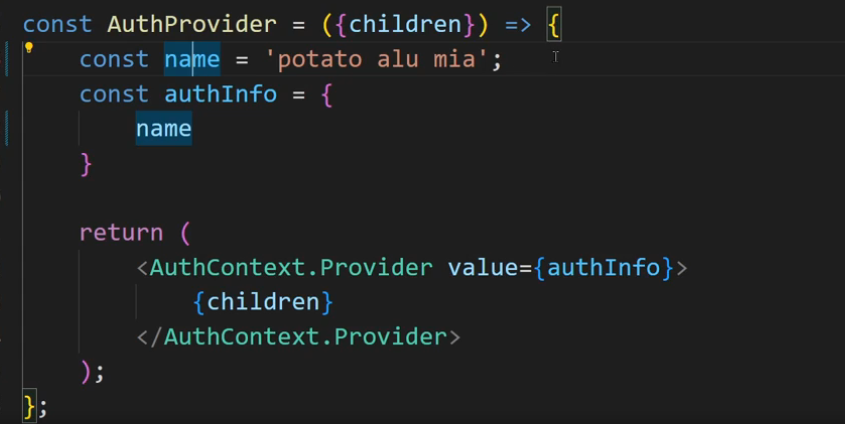 const AuthProvider = ({children}) => {
const name = 'potato alu mia';
const authInfo = {
name
}
return (
<AuthContext.Provider value={authInfo}>
{children}
</AuthContext.Provider>
);
};